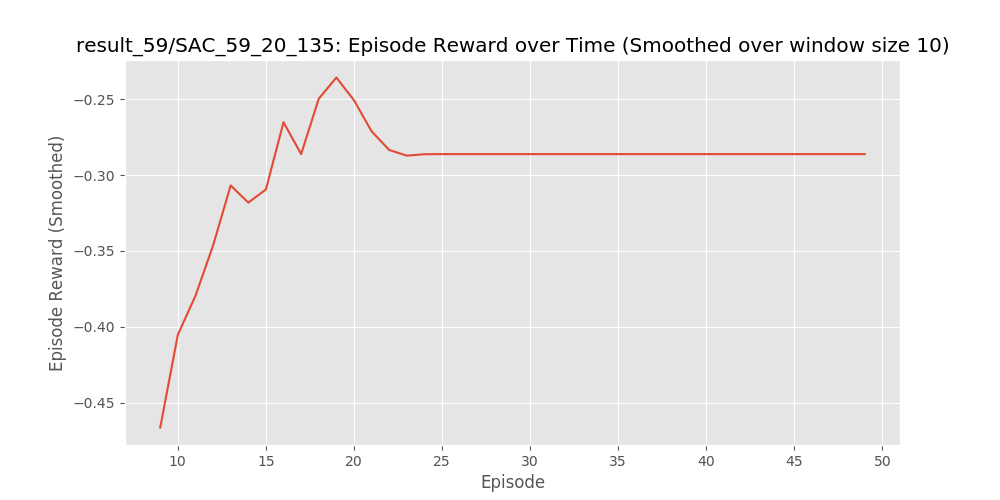 result_59/SAC_59_20_135: Episode Reward over Time (Smoothed over window size 10)
Episode Reward (Smoothed)
−0.25
−0.30
−0.35
−0.40
−0.45
10 15 20 25 30 35 40 45 50
Episode